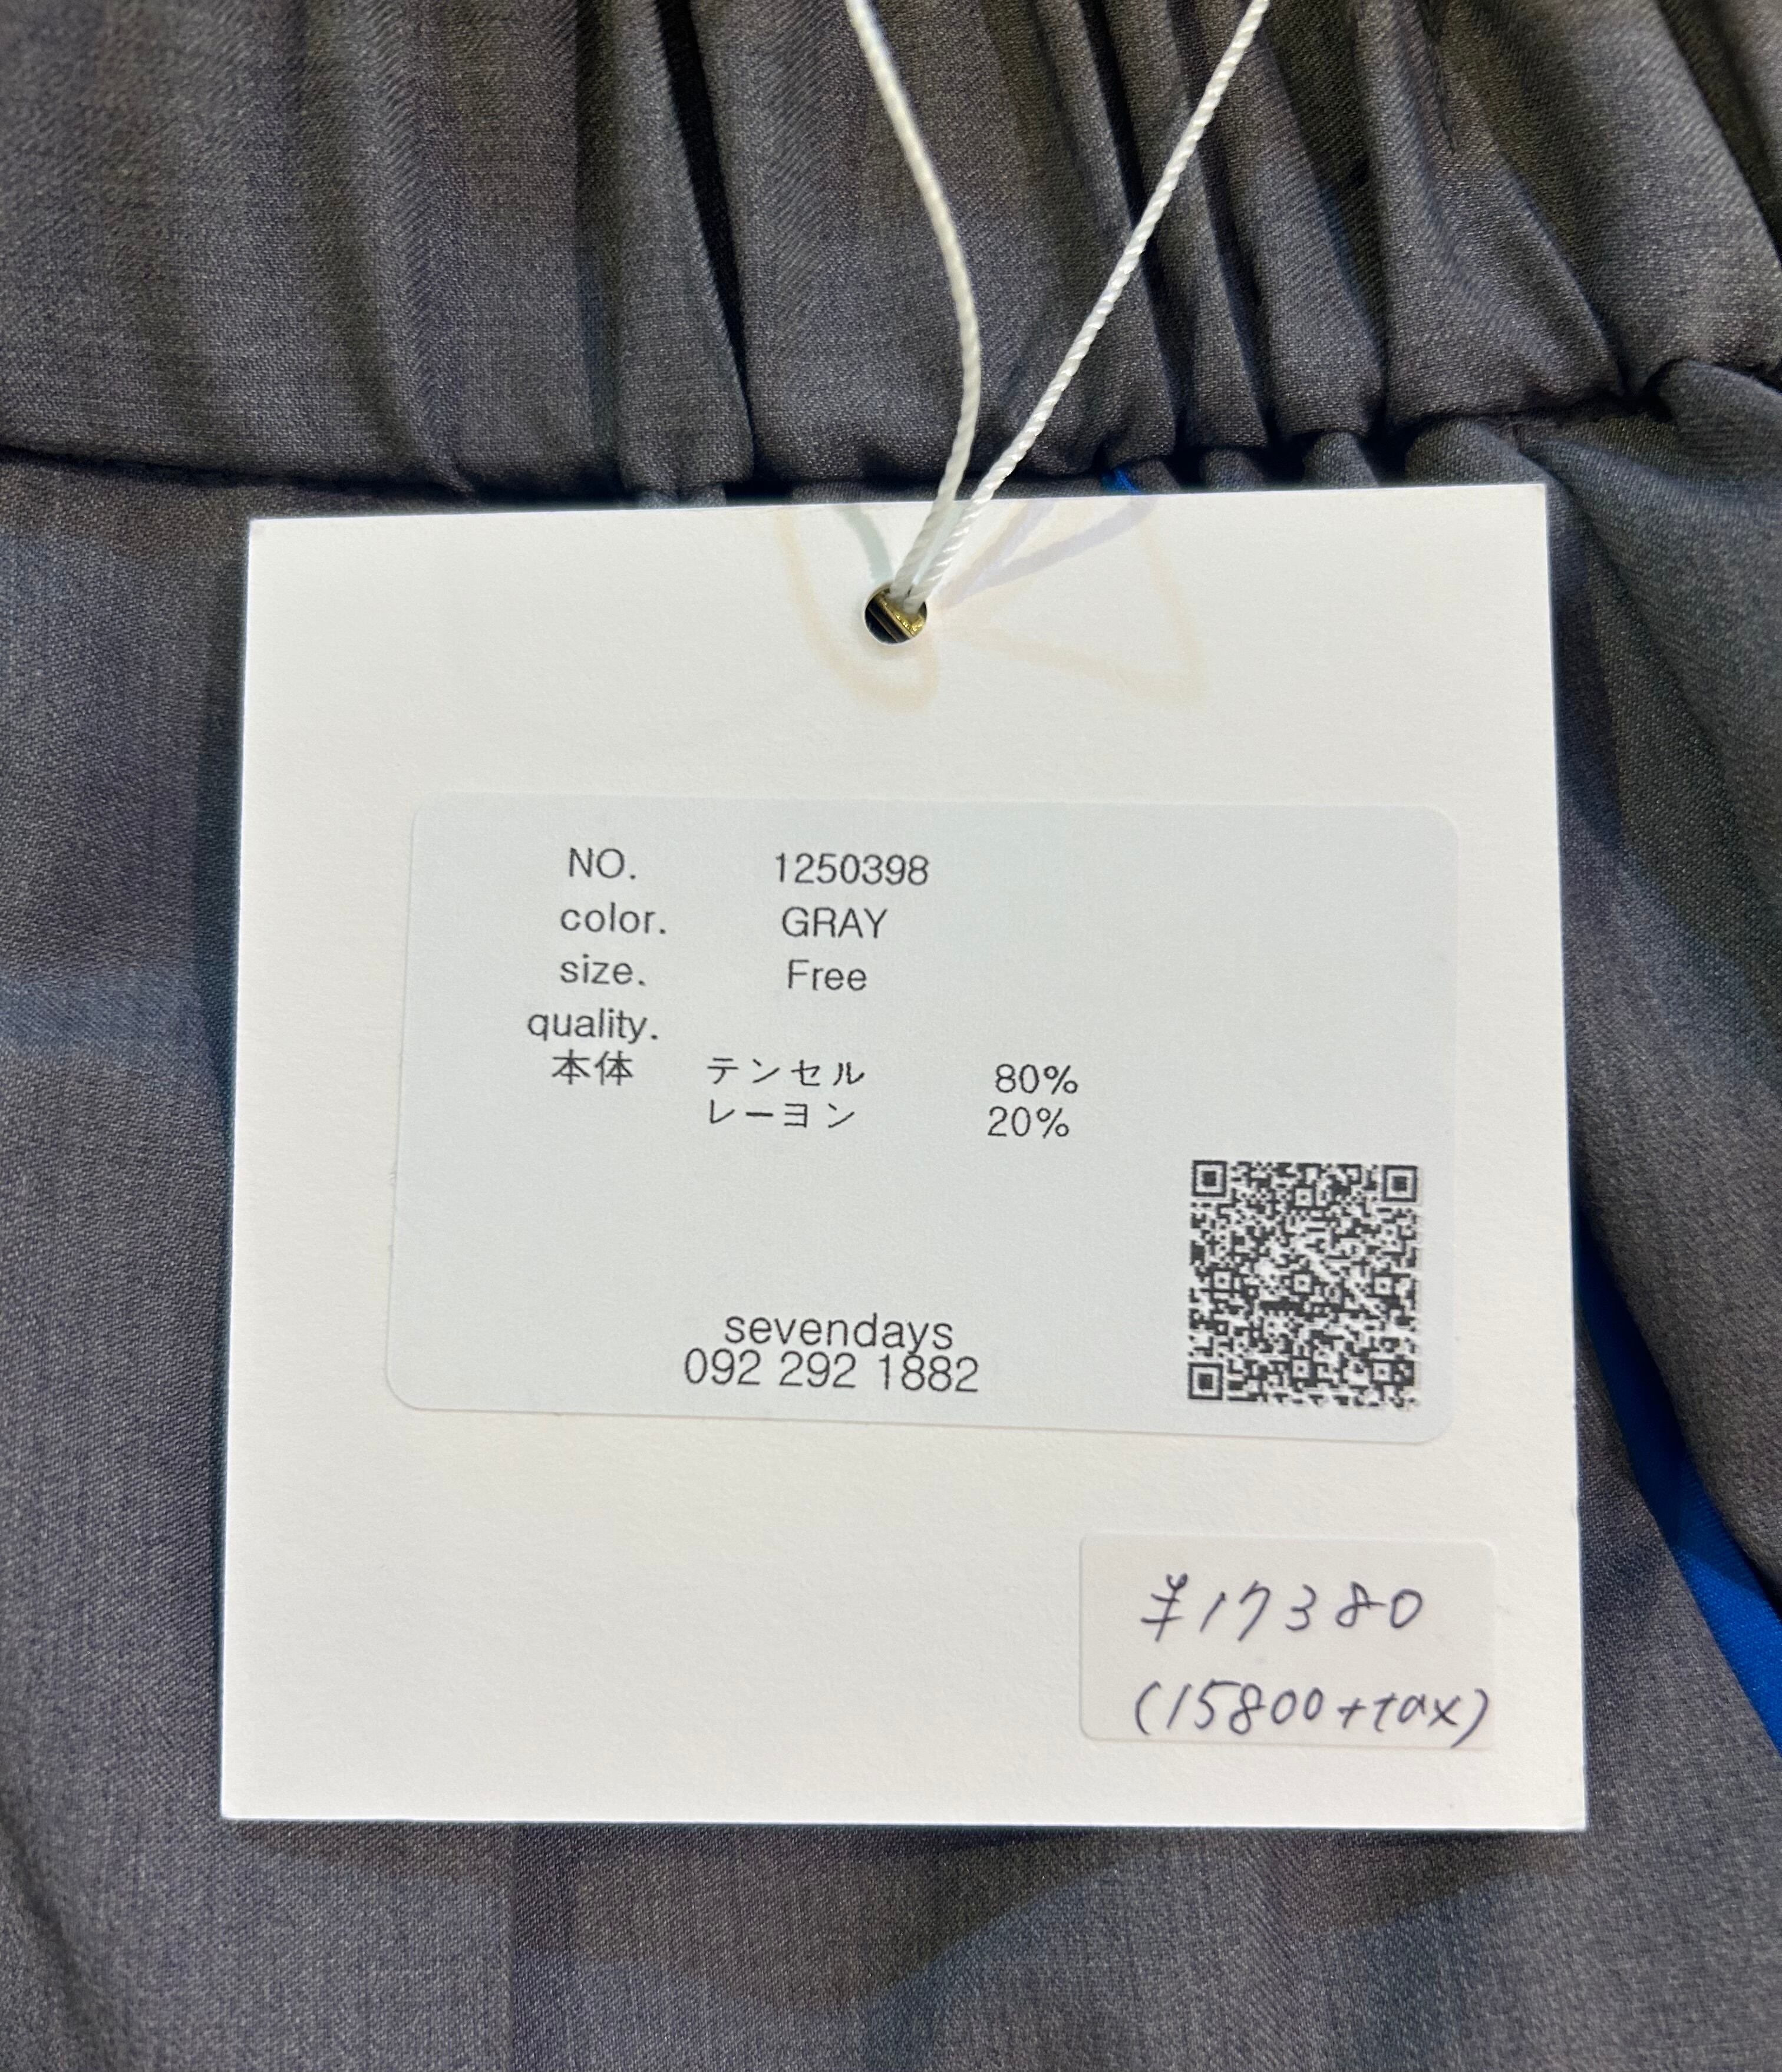 NO. 1250398
color. GRAY
size. Free
quality.
本体 テンセル 80%
レーヨン 20%
sevendays
092 292 1882
¥17380
(15800+tax)